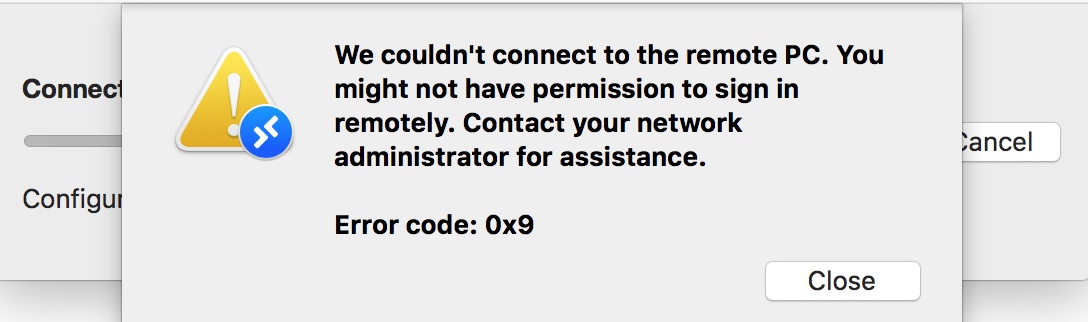 We couldn't connect to the remote PC. You
might not have permission to sign in
remotely. Contact your network
administrator for assistance.
Error code: 0x9
Close
Connect
Configur
Cancel